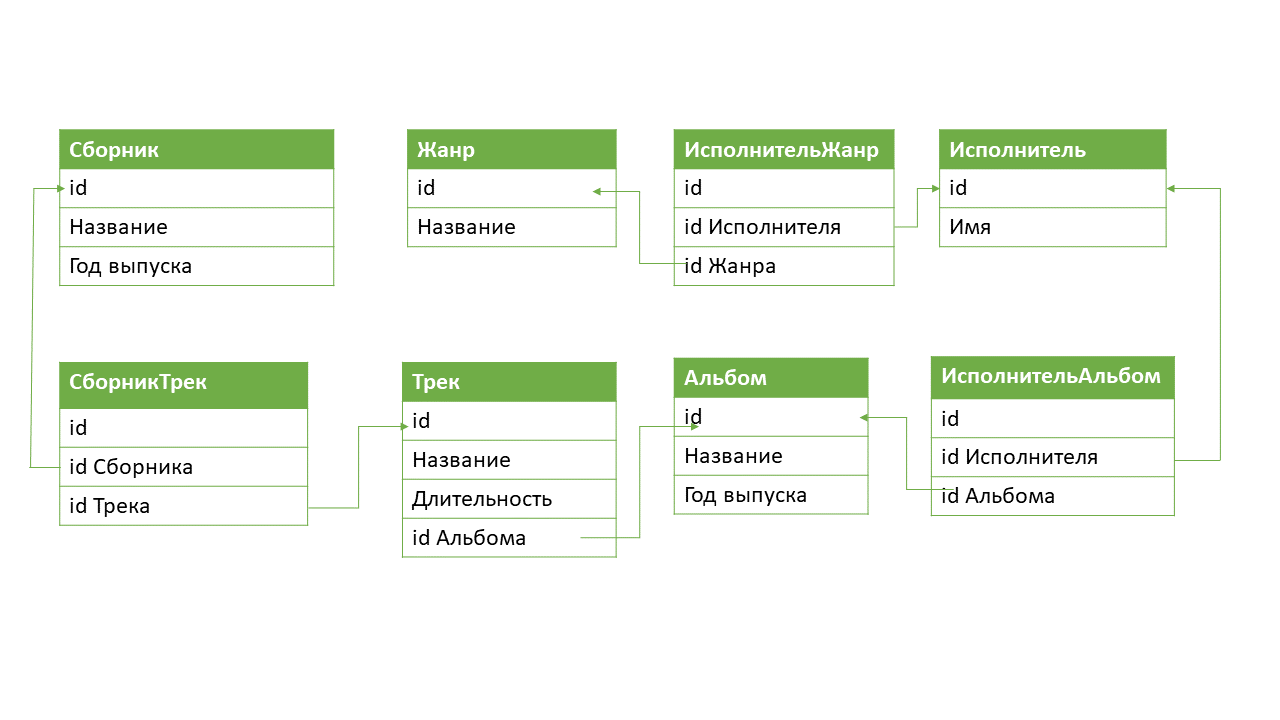 Сборник
id
Название
Год выпуска
Жанр
id
Название
ИсполнительЖанр
id
id Исполнителя
id Жанра
Исполнитель
id
Имя
СборникТрек
id
id Сборника
id Трека
Трек
id
Название
Длительность
id Альбома
Альбом
id
Название
Год выпуска
ИсполнительАльбом
id
id Исполнителя
id Альбома